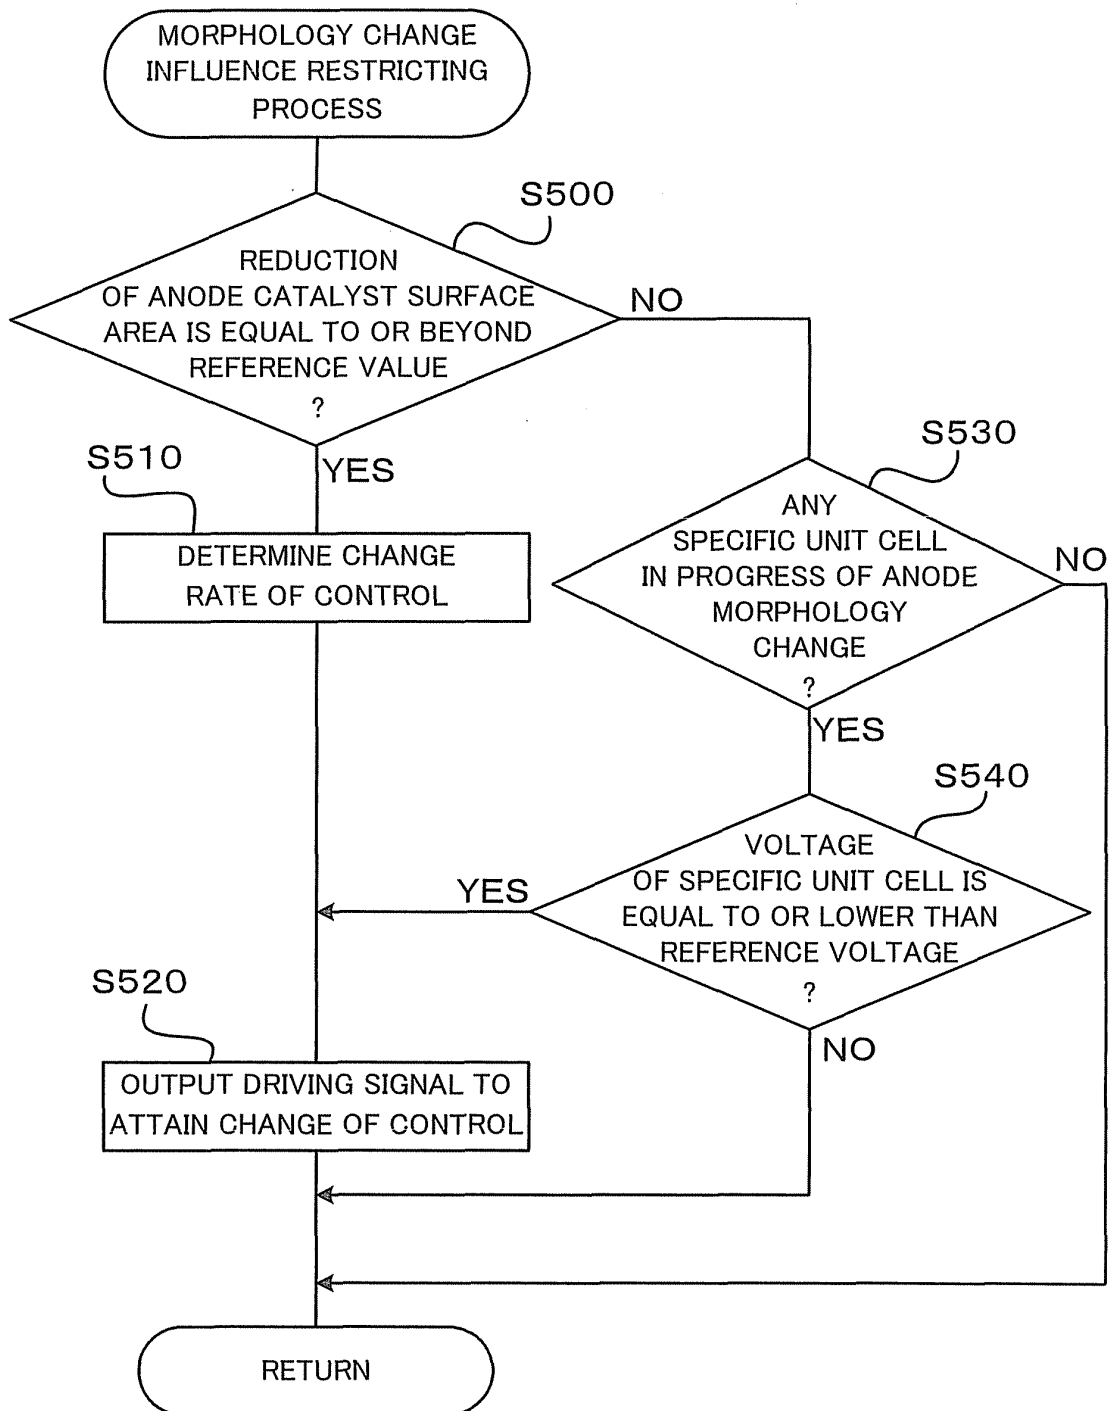 MORPHOLOGY CHANGE
INFLUENCE RESTRICTING
PROCESS
S500
REDUCTION
OF ANODE CATALYST SURFACE
AREA IS EQUAL TO OR BEYOND
REFERENCE VALUE
?
NO
YES
S510
DETERMINE CHANGE
RATE OF CONTROL
S530
ANY
SPECIFIC UNIT CELL
IN PROGRESS OF ANODE
MORPHOLOGY
CHANGE
?
NO
YES
S540
VOLTAGE
OF SPECIFIC UNIT CELL IS
EQUAL TO OR LOWER THAN
REFERENCE VOLTAGE
?
YES
NO
S520
OUTPUT DRIVING SIGNAL TO
ATTAIN CHANGE OF CONTROL
RETURN